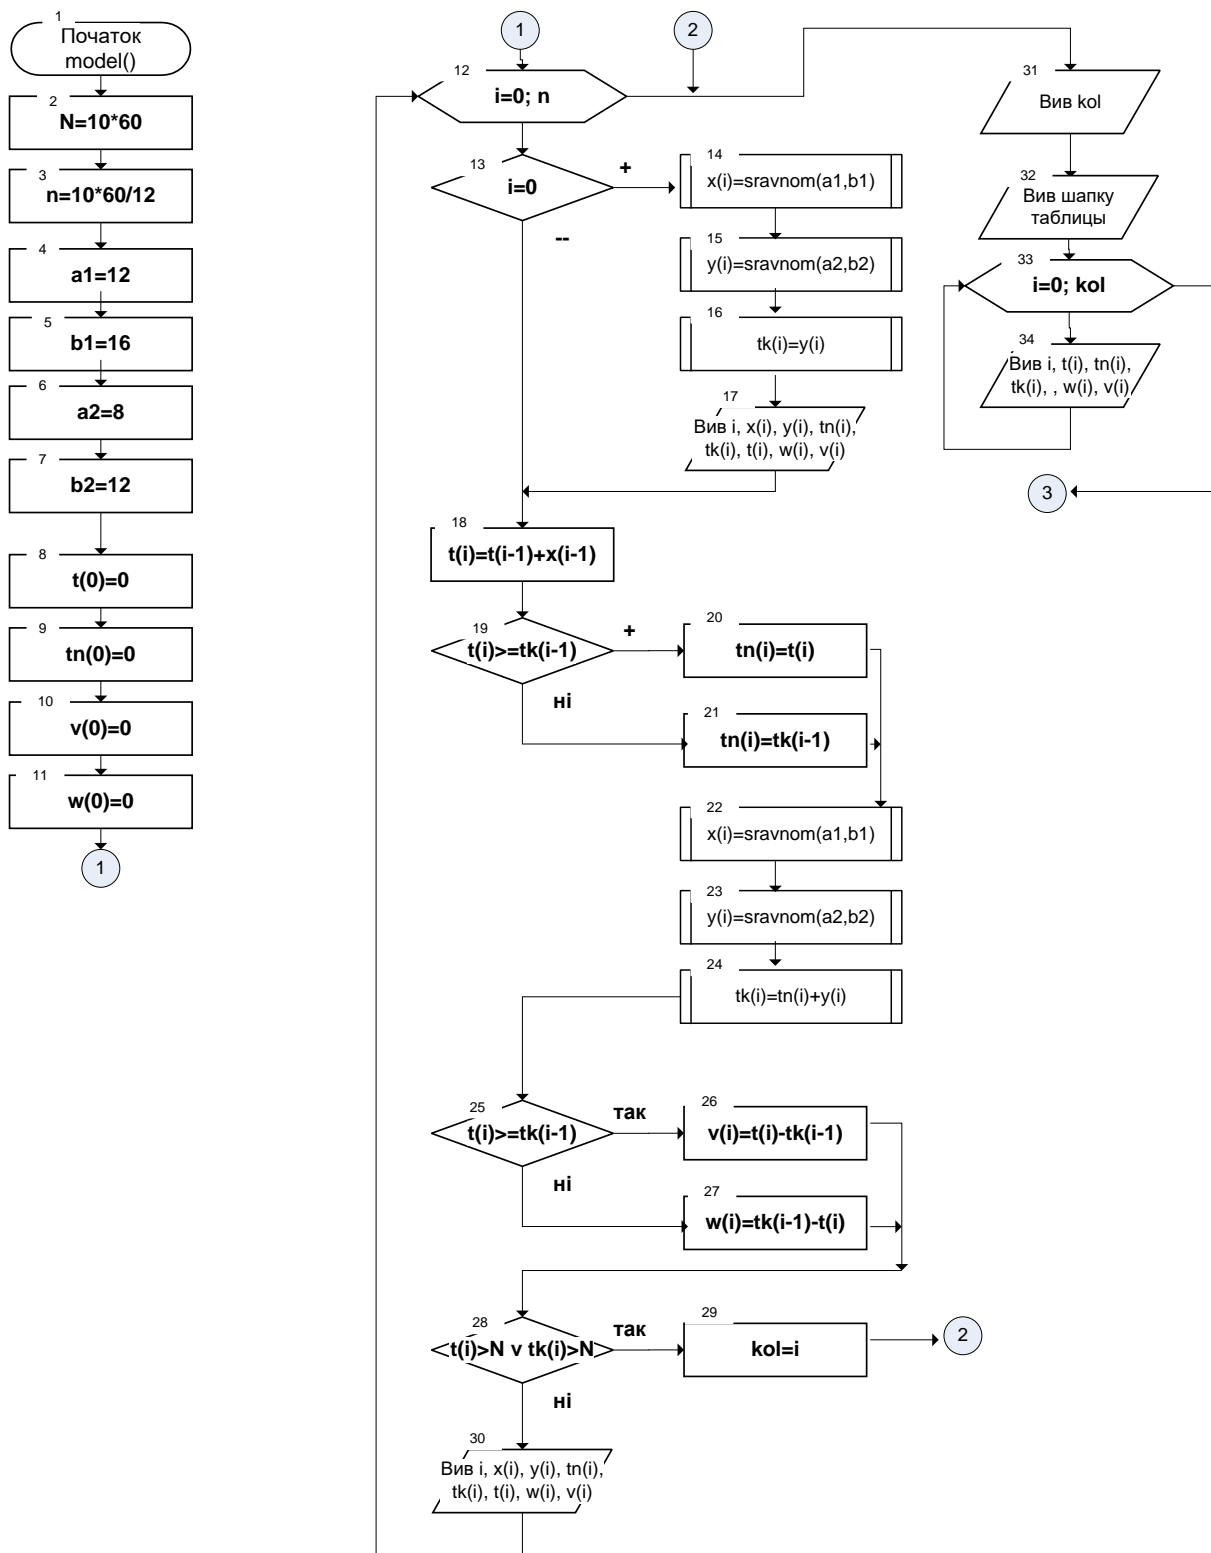 1
Початок
model()
2
N=10*60
3
n=10*60/12
4
a1=12
5
b1=16
6
a2=8
7
b2=12
8
t(0)=0
9
tn(0)=0
10
v(0)=0
11
w(0)=0
1
1
2
12
i=0; n
13
i=0
+
--
14
x(i)=sravnom(a1,b1)
15
y(i)=sravnom(a2,b2)
16
tk(i)=y(i)
17
Вив i, x(i), y(i), tn(i),
tk(i), t(i), w(i), v(i)
18
t(i)=t(i-1)+x(i-1)
19
t(i)>=tk(i-1)
+
ні
20
tn(i)=t(i)
21
tn(i)=tk(i-1)
22
x(i)=sravnom(a1,b1)
23
y(i)=sravnom(a2,b2)
24
tk(i)=tn(i)+y(i)
25
t(i)>=tk(i-1)
так
ні
26
v(i)=t(i)-tk(i-1)
27
w(i)=tk(i-1)-t(i)
28
t(i)>N v tk(i)>N
так
ні
29
kol=i
2
30
Вив i, x(i), y(i), tn(i),
tk(i), t(i), w(i), v(i)
31
Вив kol
32
Вив шапку
таблицы
33
i=0; kol
34
Вив i, t(i), tn(i),
tk(i), , w(i), v(i)
3